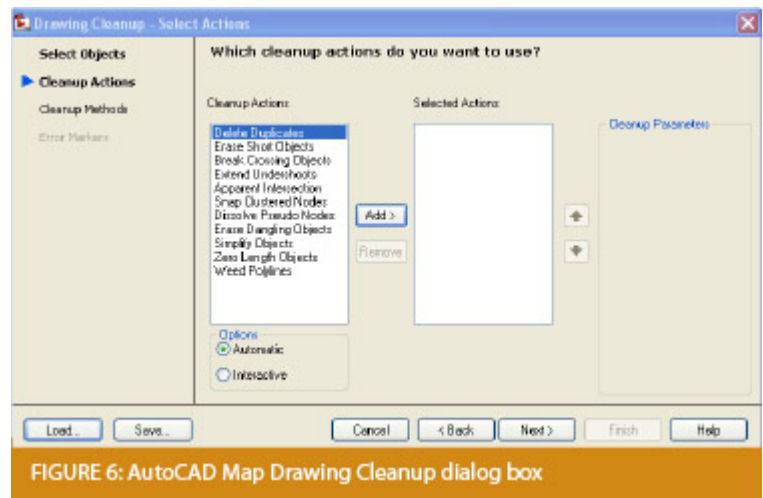 Drawing Cleanup - Select Actions
Select Objects
Cleanup Actions
Cleanup Methods
Error Markers
Which cleanup actions do you want to use?
Cleanup Actions:
Delete Duplicates
Erase Short Objects
Break Crossing Objects
Extend Undershoots
Apparent Intersection
Snap Clustered Nodes
Dissolve Pseudo Nodes
Erase Dangling Objects
Simplify Objects
Zero Length Objects
Weed Polylines
Add >
Remove
Selected Actions:
Cleanup Parameters
Options
Automatic
Interactive
Load...
Save...
Cancel
< Back
Next >
Finish
Help
FIGURE 6: AutoCAD Map Drawing Cleanup dialog box